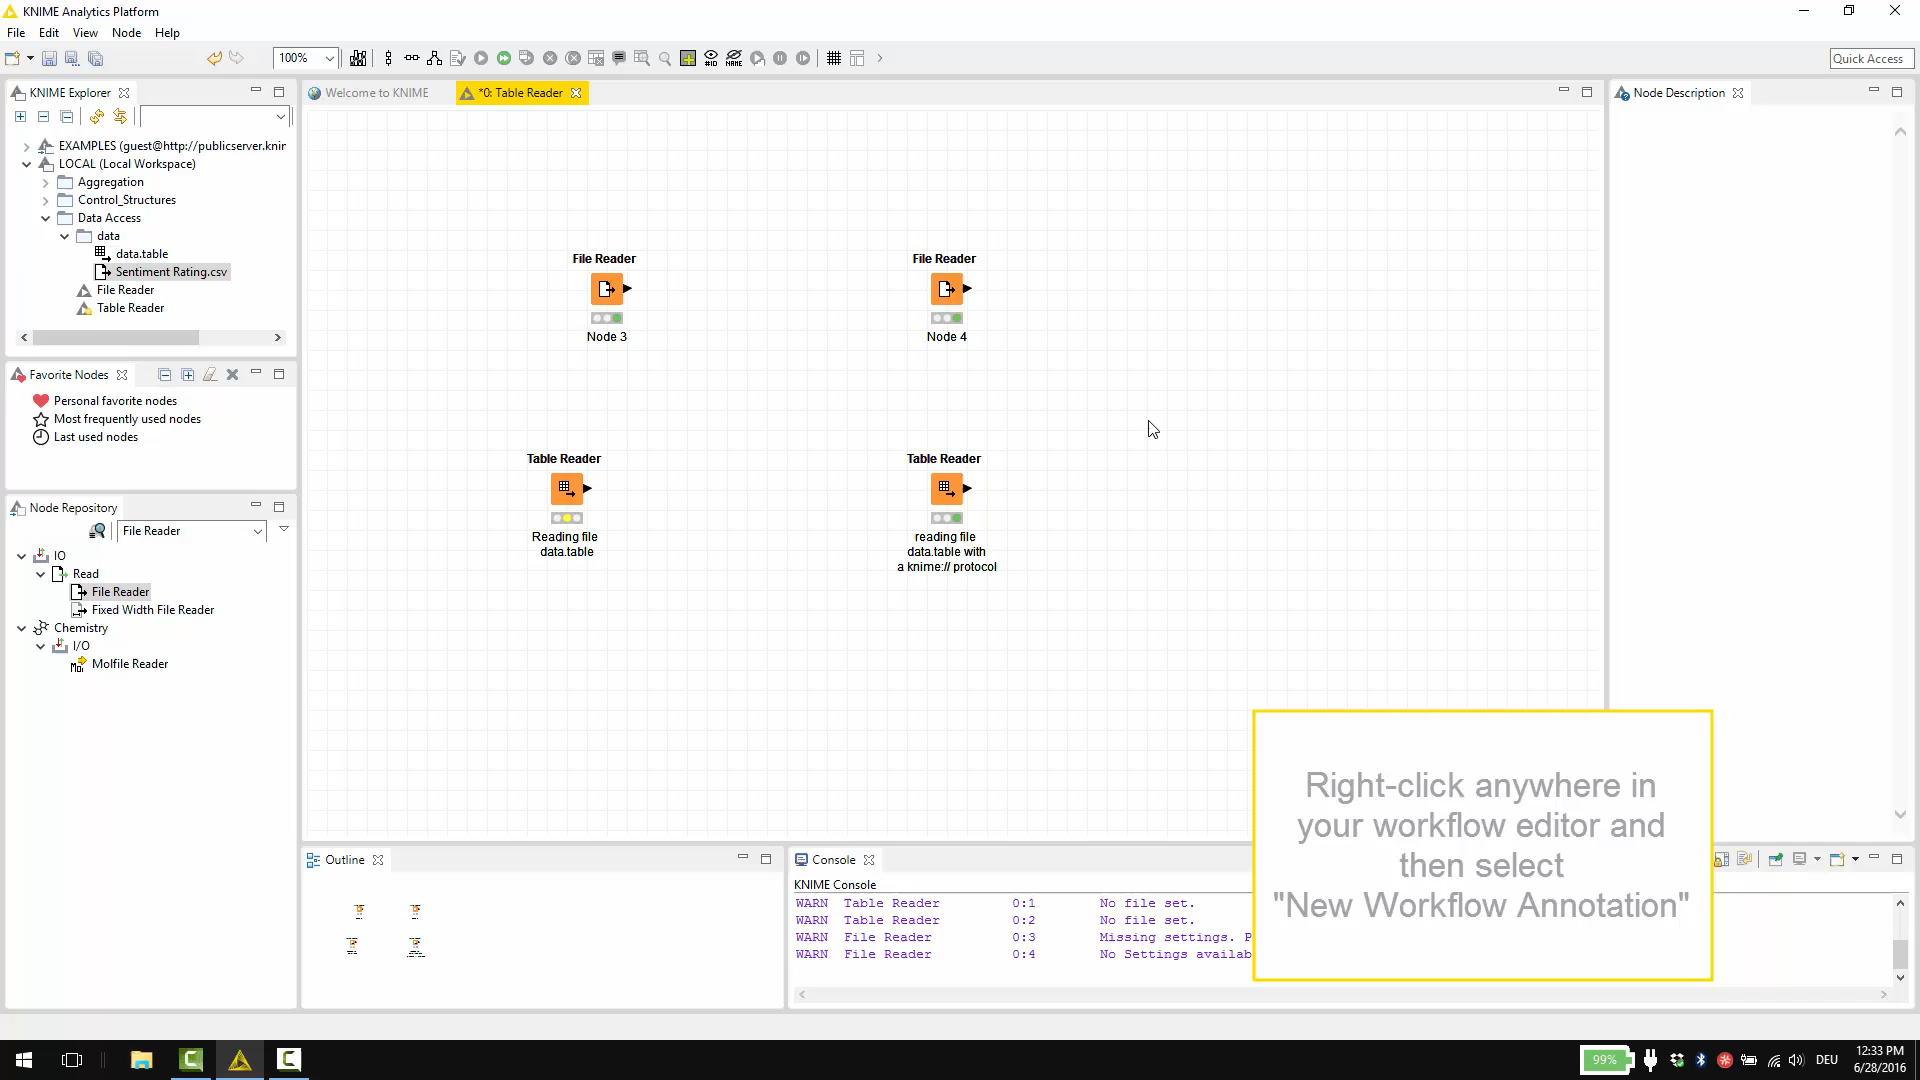 KNIME Analytics Platform
File Edit View Node Help
100%
Quick Access
KNIME Explorer
Welcome to KNIME
*0: Table Reader
Node Description
EXAMPLES (guest@http://publicserver.knir
LOCAL (Local Workspace)
Aggregation
Control_Structures
Data Access
data
data.table
Sentiment Rating.csv
File Reader
Table Reader
File Reader
Node 3
File Reader
Node 4
Table Reader
Reading file
data.table
Table Reader
reading file
data.table with
a knime:// protocol
Favorite Nodes
Personal favorite nodes
Most frequently used nodes
Last used nodes
Node Repository
File Reader
IO
Read
File Reader
Fixed Width File Reader
Chemistry
I/O
Molfile Reader
Outline
Console
KNIME Console
WARN Table Reader 0:1 No file set.
WARN Table Reader 0:2 No file set.
WARN File Reader 0:3 Missing settings. P
WARN File Reader 0:4 No Settings availab
Right-click anywhere in
your workflow editor and
then select
"New Workflow Annotation"
99%
DEU
12:33 PM
6/28/2016